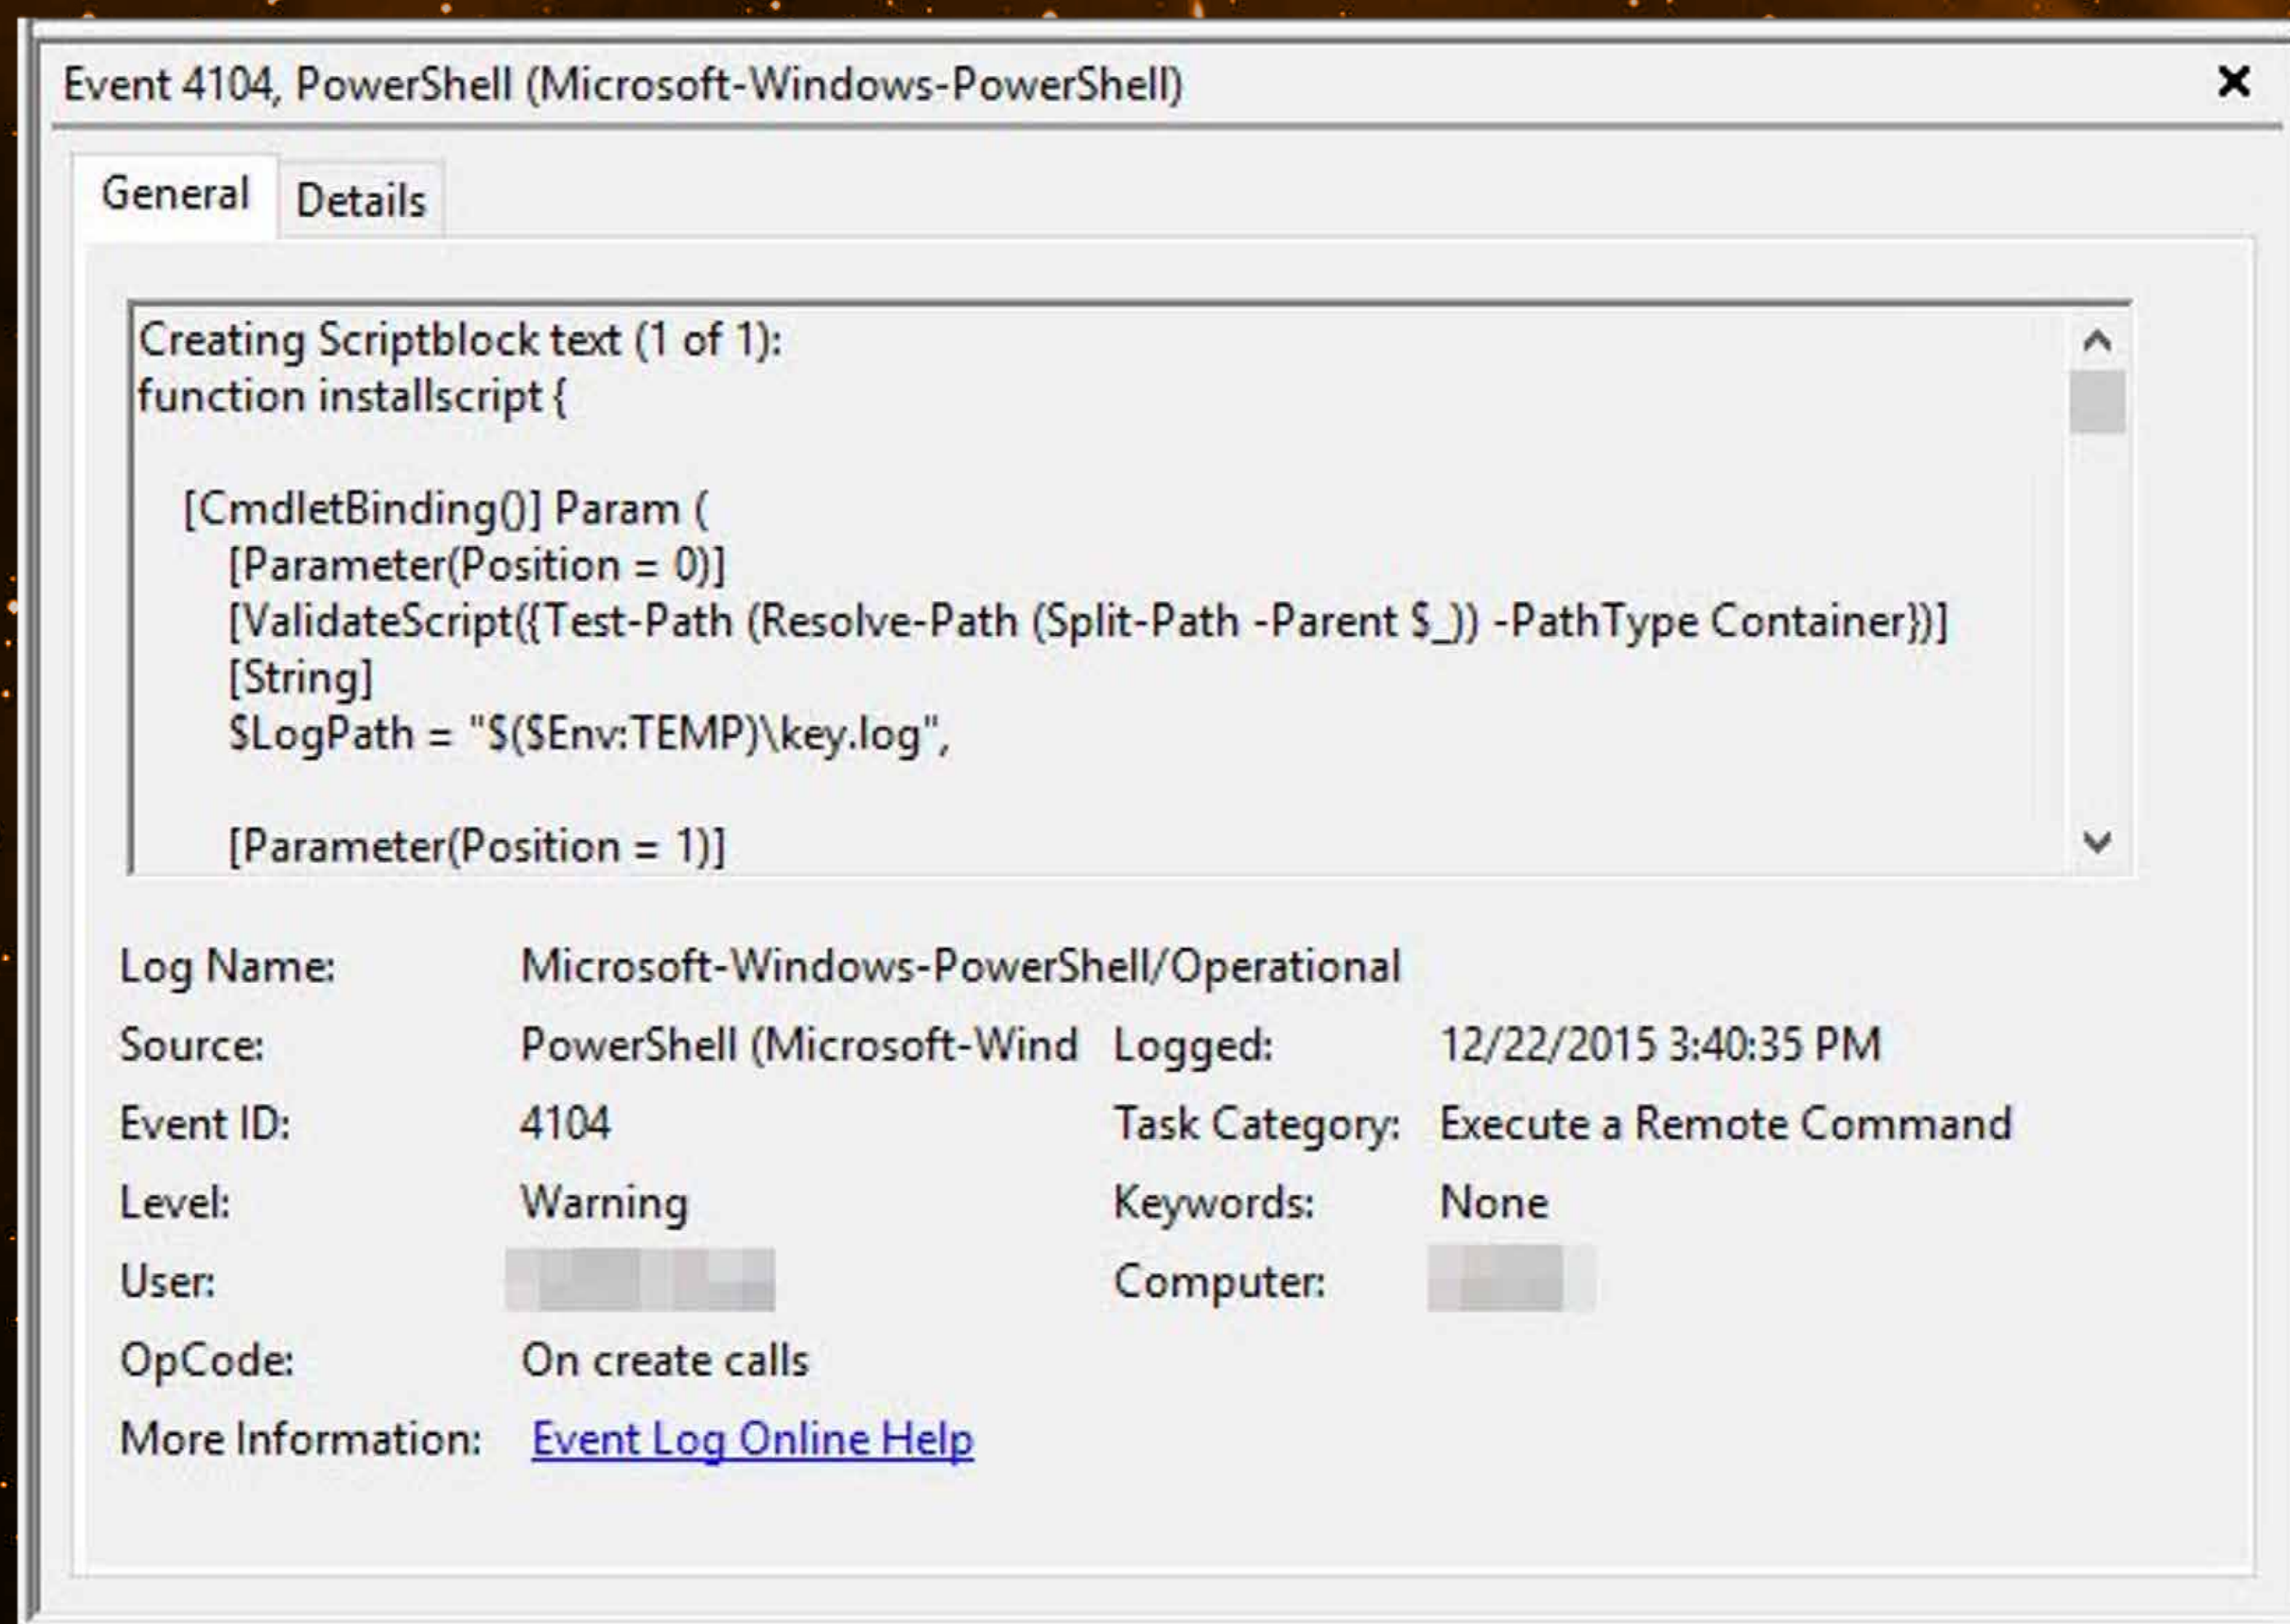 Event 4104, PowerShell (Microsoft-Windows-PowerShell)
General
Details
Creating Scriptblock text (1 of 1):
function installscript {
[CmdletBinding()] Param (
[Parameter(Position = 0)]
[ValidateScript({Test-Path (Resolve-Path (Split-Path -Parent $_)) -PathType Container})]
[String]
$LogPath = "$($Env:TEMP)\key.log",
[Parameter(Position = 1)]
Log Name: Microsoft-Windows-PowerShell/Operational
Source: PowerShell (Microsoft-Wind Logged: 12/22/2015 3:40:35 PM
Event ID: 4104 Task Category: Execute a Remote Command
Level: Warning Keywords: None
User: Computer:
OpCode: On create calls
More Information: Event Log Online Help